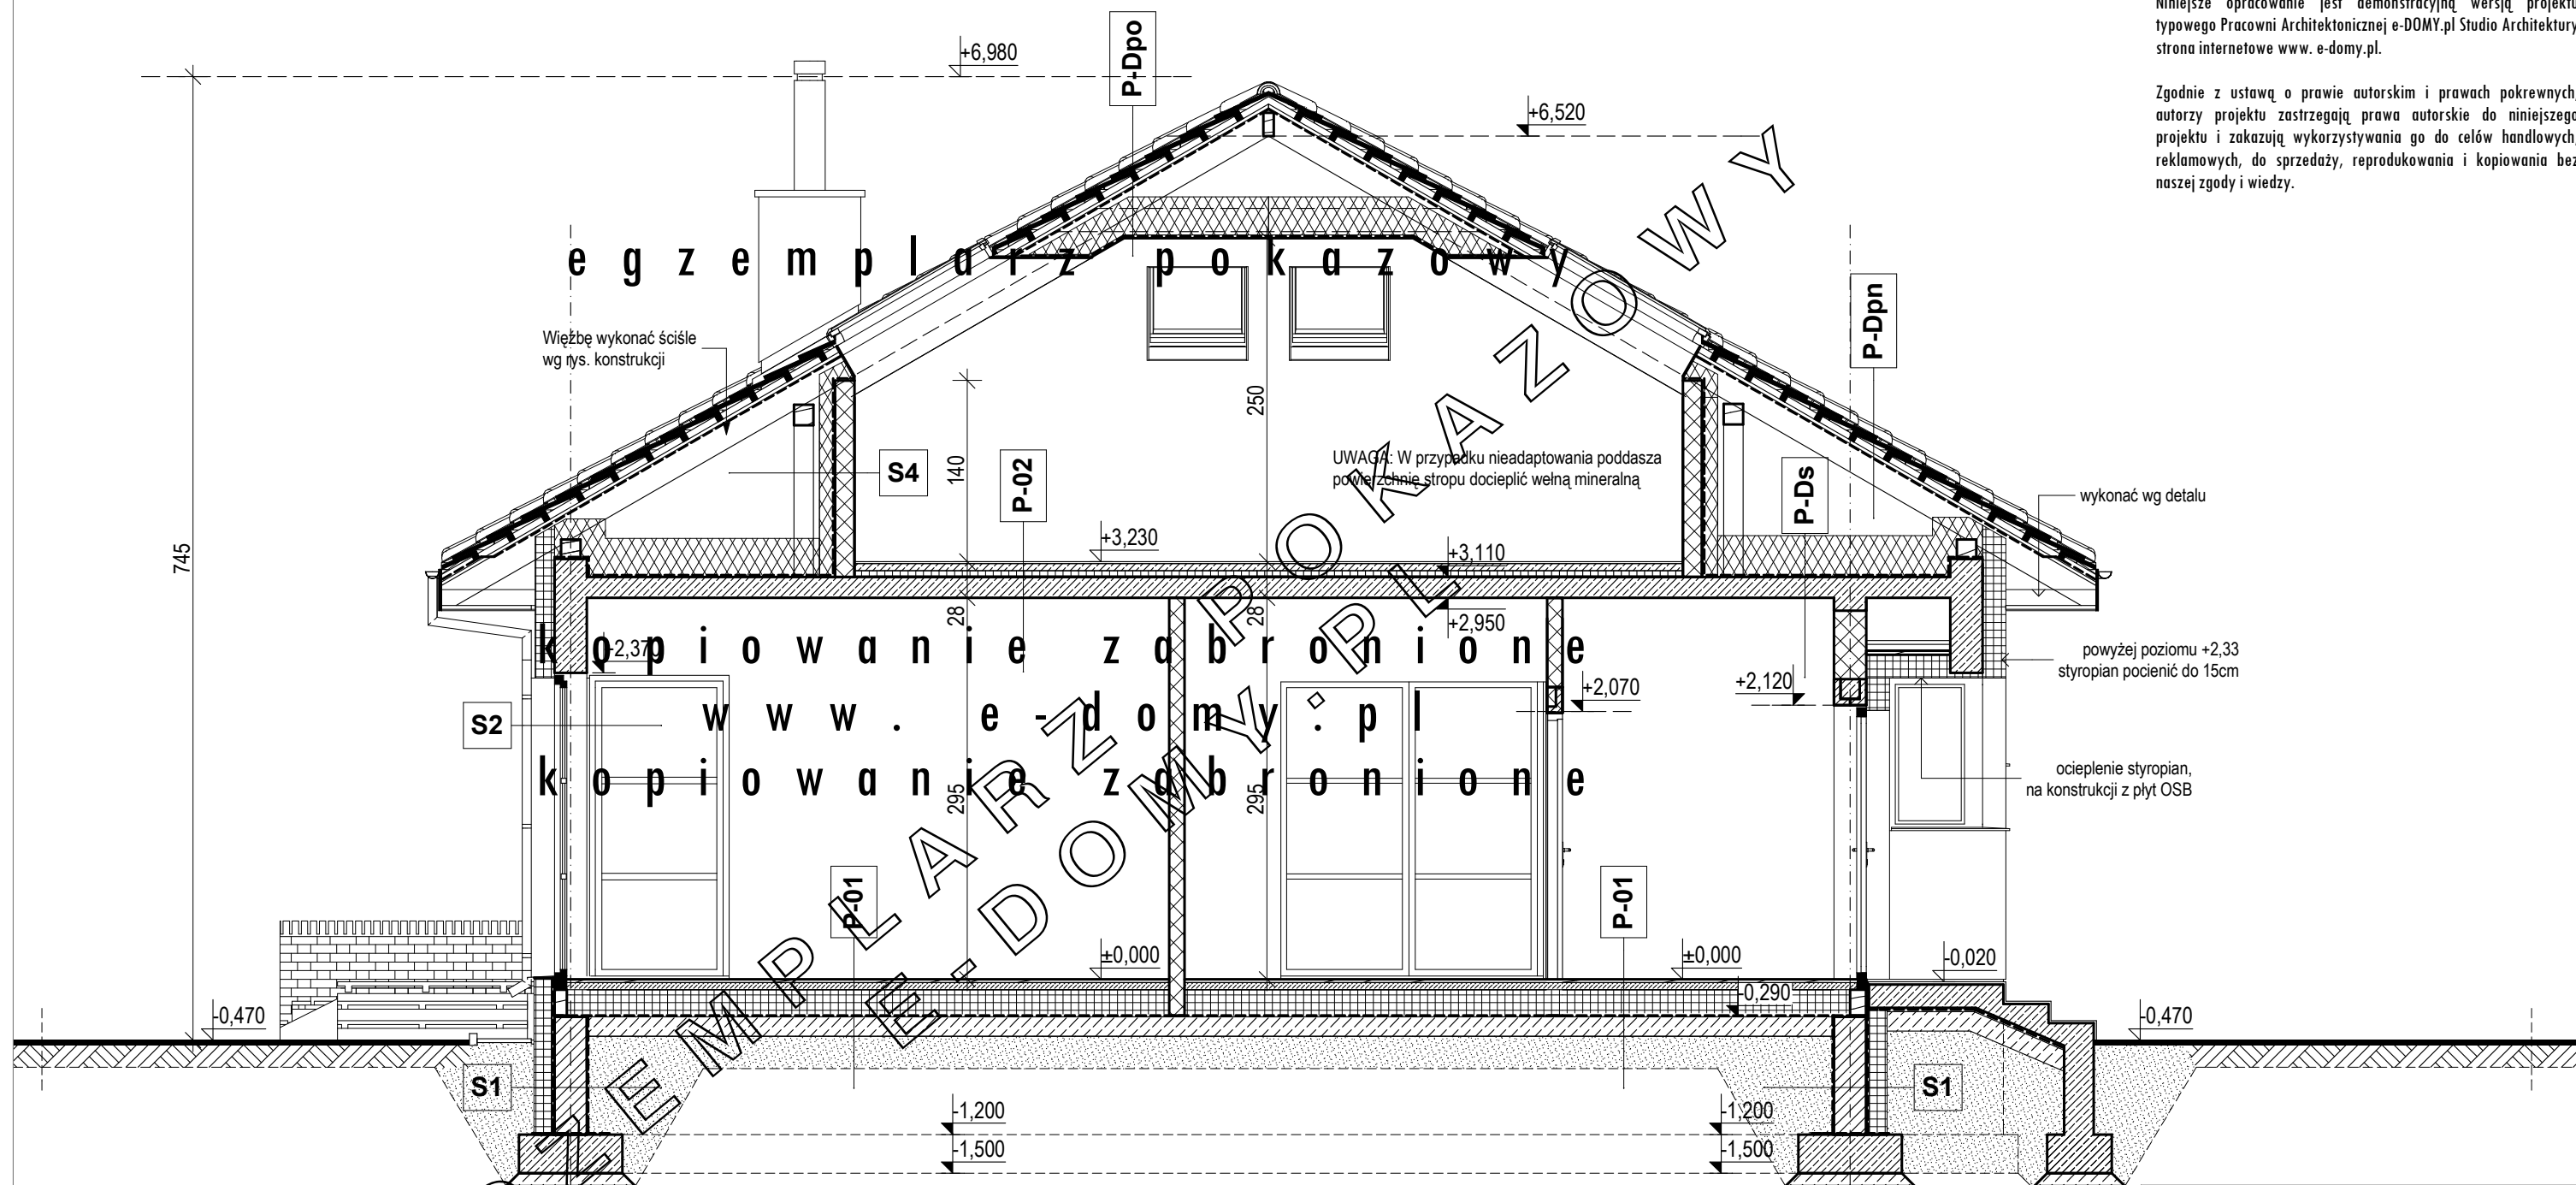 Niniejsze opracowanie jest demonstracyjną wersją projektu
typowego Pracowni Architektonicznej e-DOMY.pl Studio Architektury
strona internetowe www. e-domy.pl.
Zgodnie z ustawą o prawie autorskim i prawach pokrewnych,
autorzy projektu zastrzegają prawa autorskie do niniejszego
projektu i zakazują wykorzystywania go do celów handlowych,
reklamowych, do sprzedaży, reprodukowania i kopiowania bez
naszej zgody i wiedzy.
+6,980
P-Dpo
+6,520
egzemplarz pokazowy
P-Dpn
Więźbę wykonać ściśle
wg rys. konstrukcji
250
140
S4
P-02
UWAGA: W przypadku nieadaptowania poddasza
powierzchnię stropu docieplić wełną mineralną
P-Ds
wykonać wg detalu
745
+3,230
+3,110
28
28
+2,950
kopiowanie zabronione
+2,370
powyżej poziomu +2,33
styropian pocienić do 15cm
+2,070
+2,120
S2
www. e-domy.pl
ocieplenie styropian,
na konstrukcji z płyt OSB
kopiowanie zabronione
295
295
P-01
P-01
±0,000
±0,000
-0,020
-0,290
-0,470
-0,470
S1
S1
-1,200
-1,200
-1,500
-1,500
EMPLARZ POKAZOWY
E-DOMY.PL